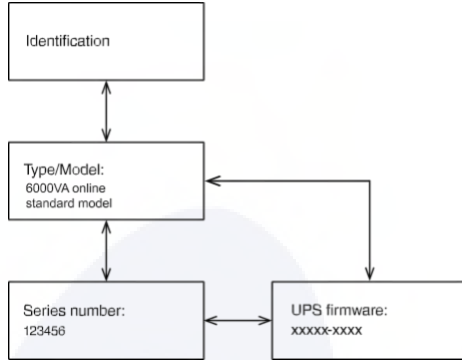 Identification
Type/Model:
6000VA online
standard model
Series number:
123456
UPS firmware:
xxxxx-xxxx